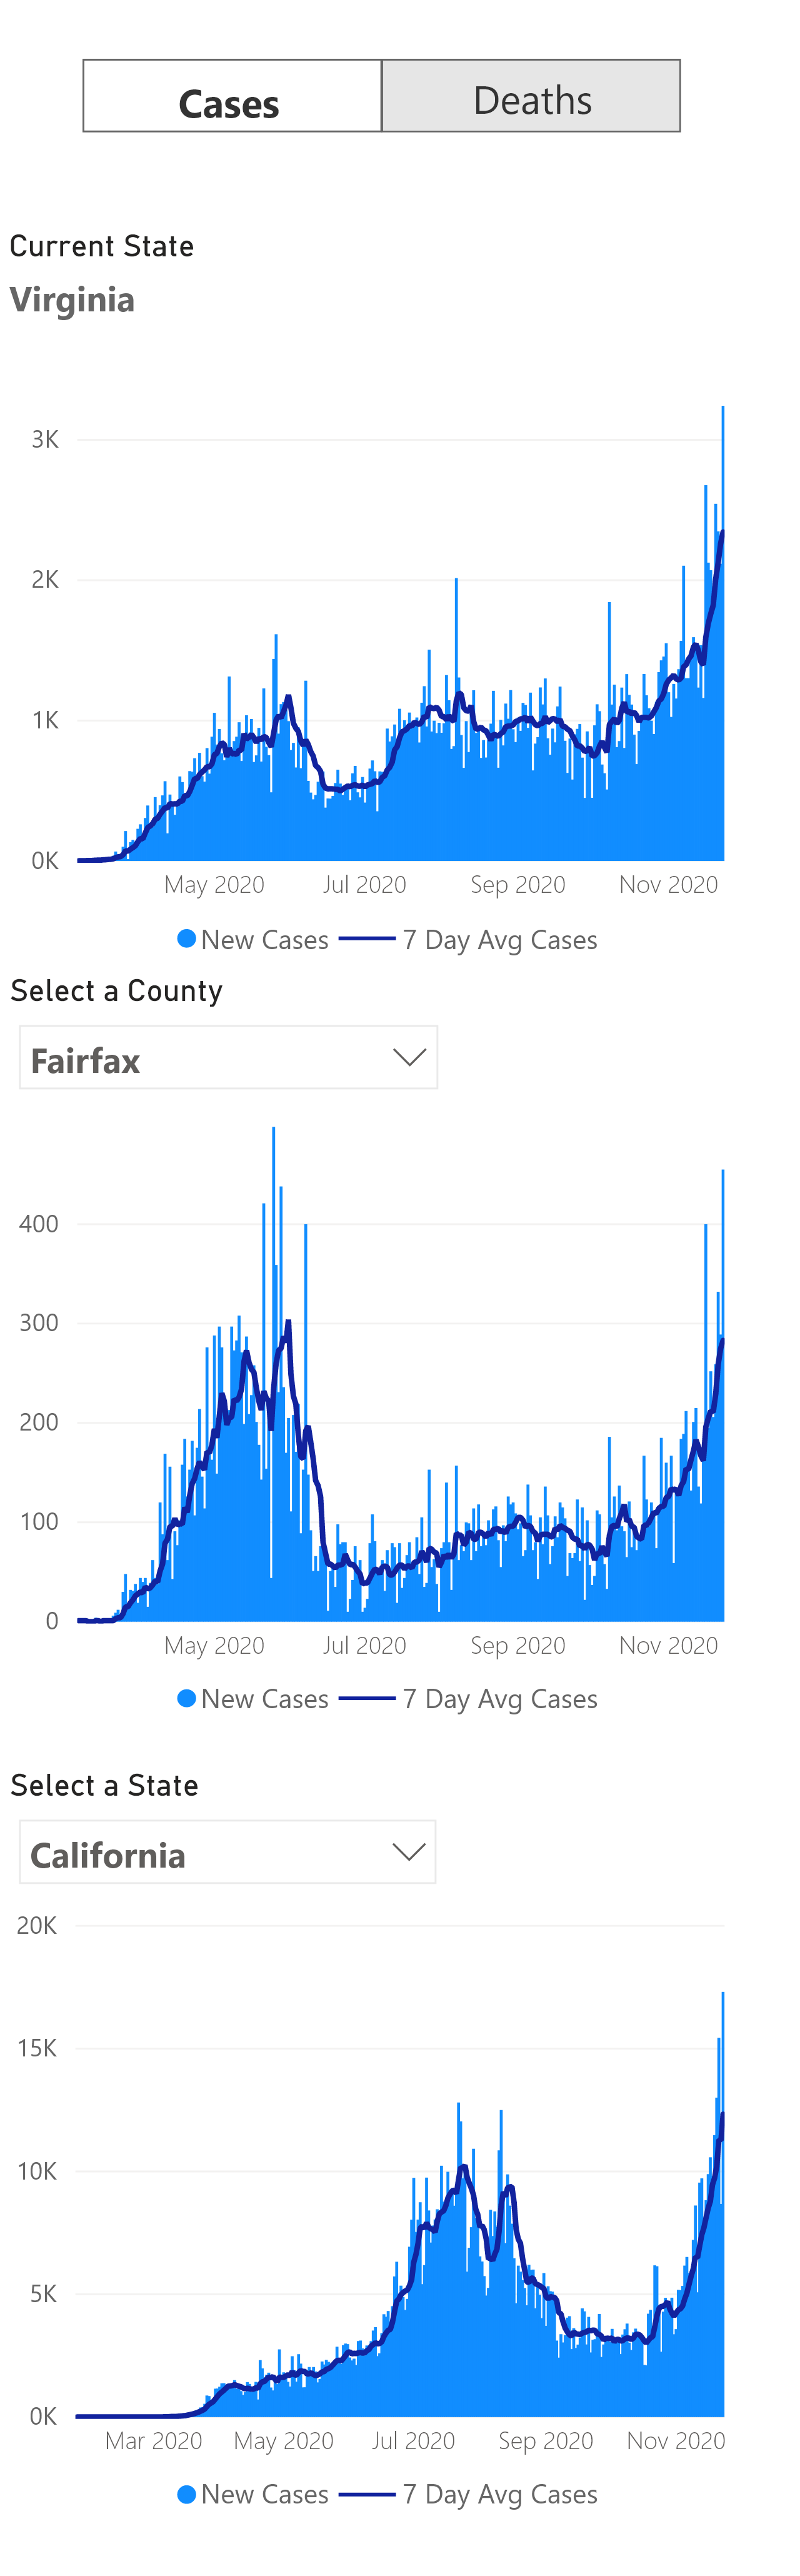 Cases Deaths
Current State
Virginia
3K
2K
1K
0K
May 2020 Jul 2020 Sep 2020 Nov 2020
New Cases 7 Day Avg Cases
Select a County
Fairfax
400
300
200
100
0
May 2020 Jul 2020 Sep 2020 Nov 2020
New Cases 7 Day Avg Cases
Select a State
California
20K
15K
10K
5K
0K
Mar 2020 May 2020 Jul 2020 Sep 2020 Nov 2020
New Cases 7 Day Avg Cases